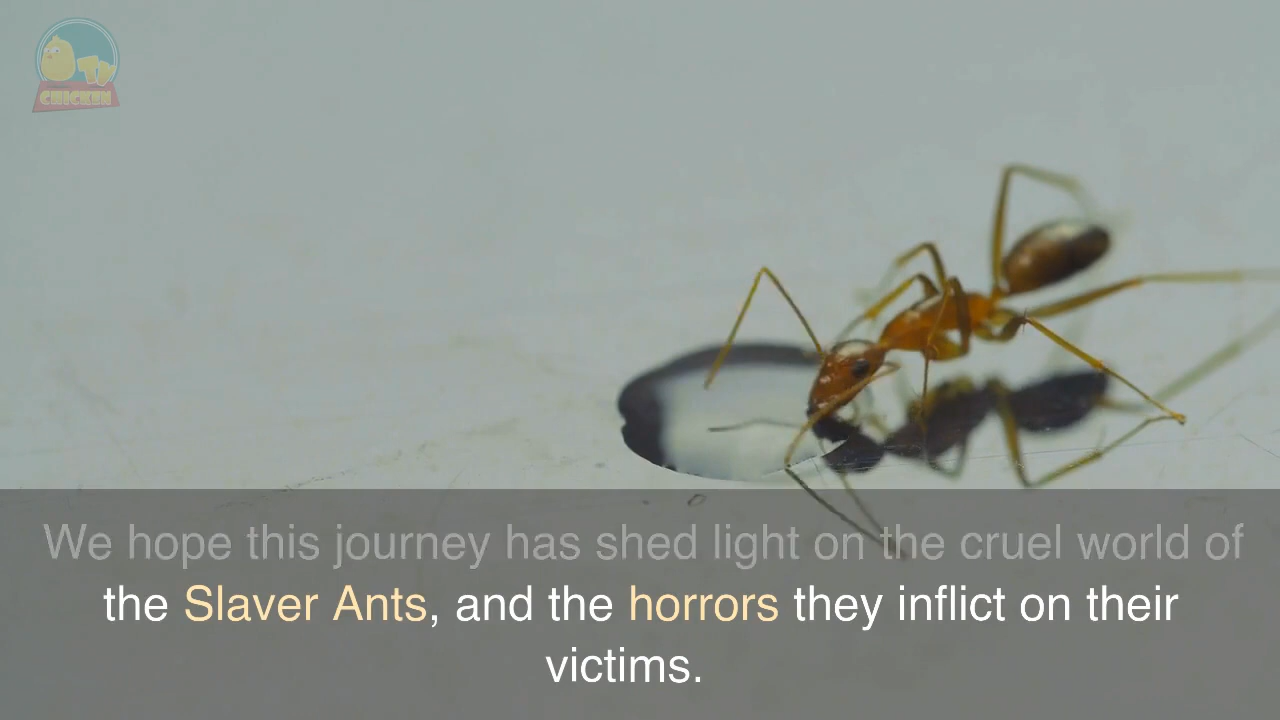 TV
CHICKEN
We hope this journey has shed light on the cruel world of
the Slaver Ants, and the horrors they inflict on their
victims.